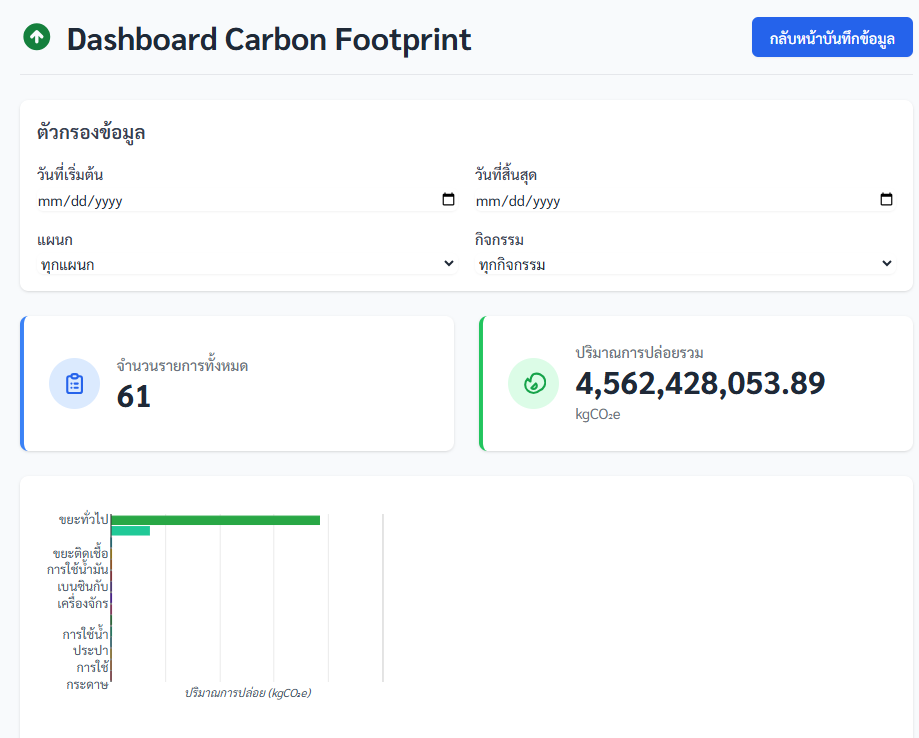 Dashboard Carbon Footprint
กลับหน้าบันทึกข้อมูล
ตัวกรองข้อมูล
วันที่เริ่มต้น
วันที่สิ้นสุด
mm/dd/yyyy
mm/dd/yyyy
แผนก
กิจกรรม
ทุกแผนก
ทุกกิจกรรม
จำนวนรายการทั้งหมด
61
ปริมาณการปล่อยรวม
4,562,428,053.89
kgCO₂e
ขยะทั่วไป
ขยะติดเชื้อ
การใช้น้ำมัน
เบนซินกับ
เครื่องจักร
การใช้น้ำ
ประปา
การใช้
กระดาษ
ปริมาณการปล่อย (kgCO₂e)